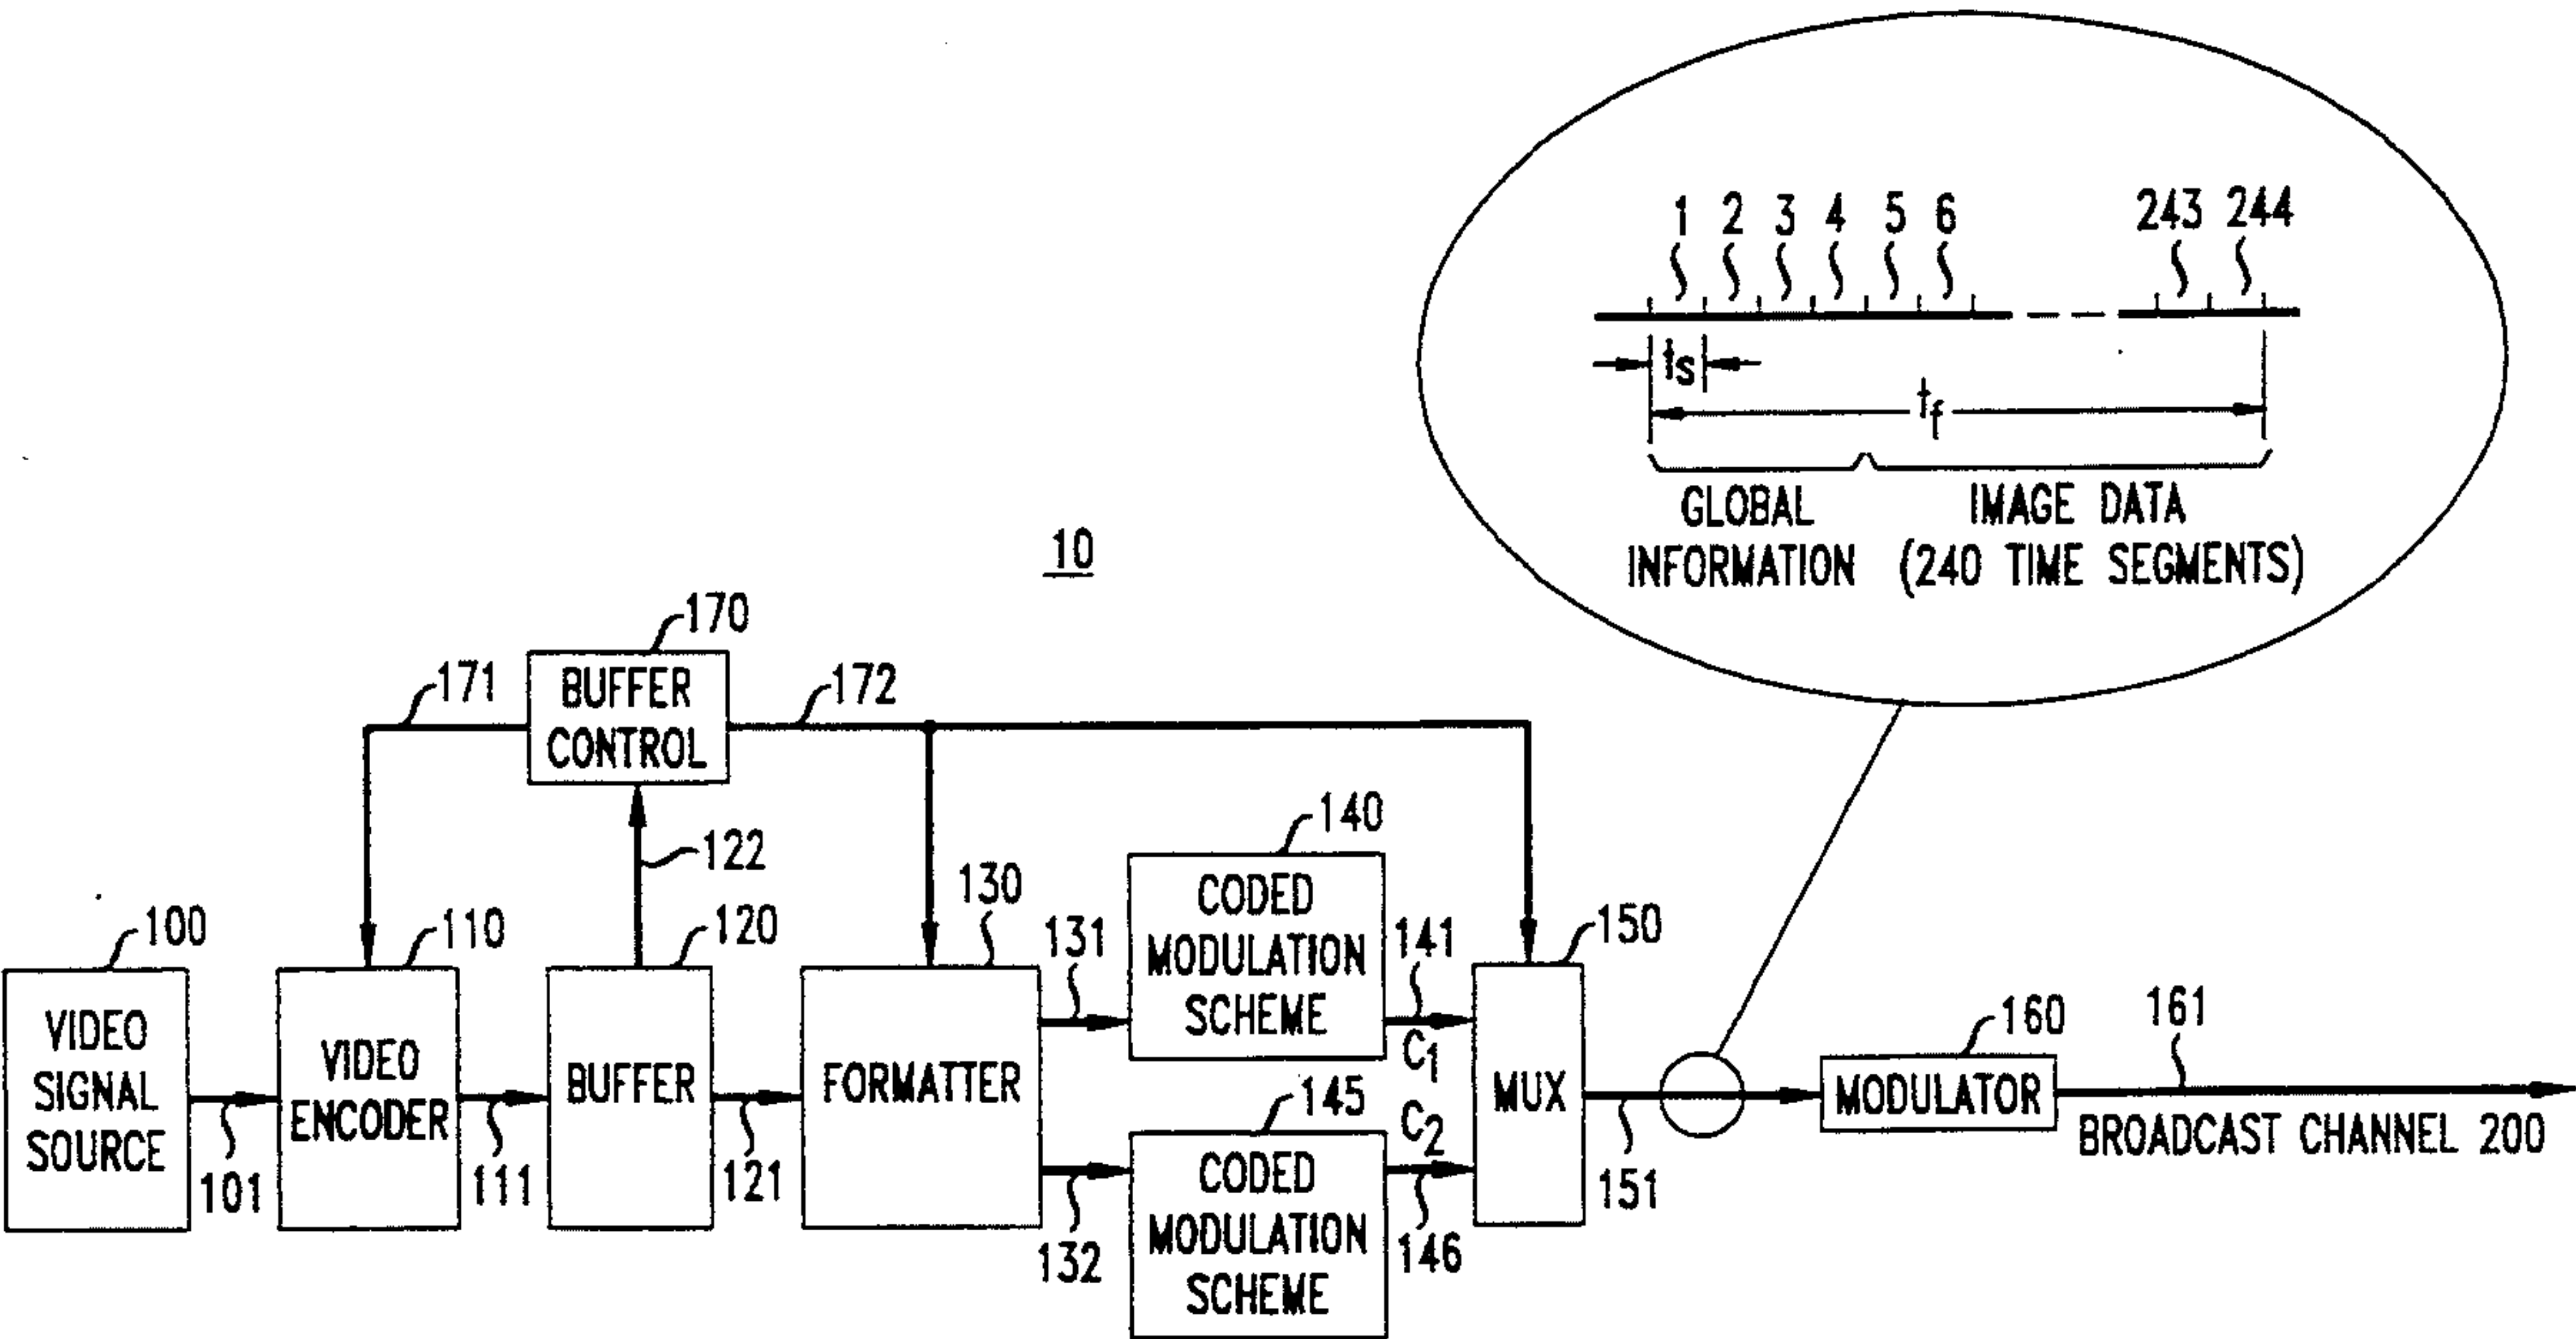 1 2 3 4 5 6 243 244
ts
tf
GLOBAL INFORMATION
IMAGE DATA
(240 TIME SEGMENTS)
10
170
BUFFER
CONTROL
171
172
122
140
CODED
MODULATION
SCHEME
100
VIDEO
SIGNAL
SOURCE
101
110
VIDEO
ENCODER
111
120
BUFFER
121
130
FORMATTER
131
132
141
C1
145
CODED
MODULATION
SCHEME
C2
146
150
MUX
151
160
MODULATOR
161
BROADCAST CHANNEL 200